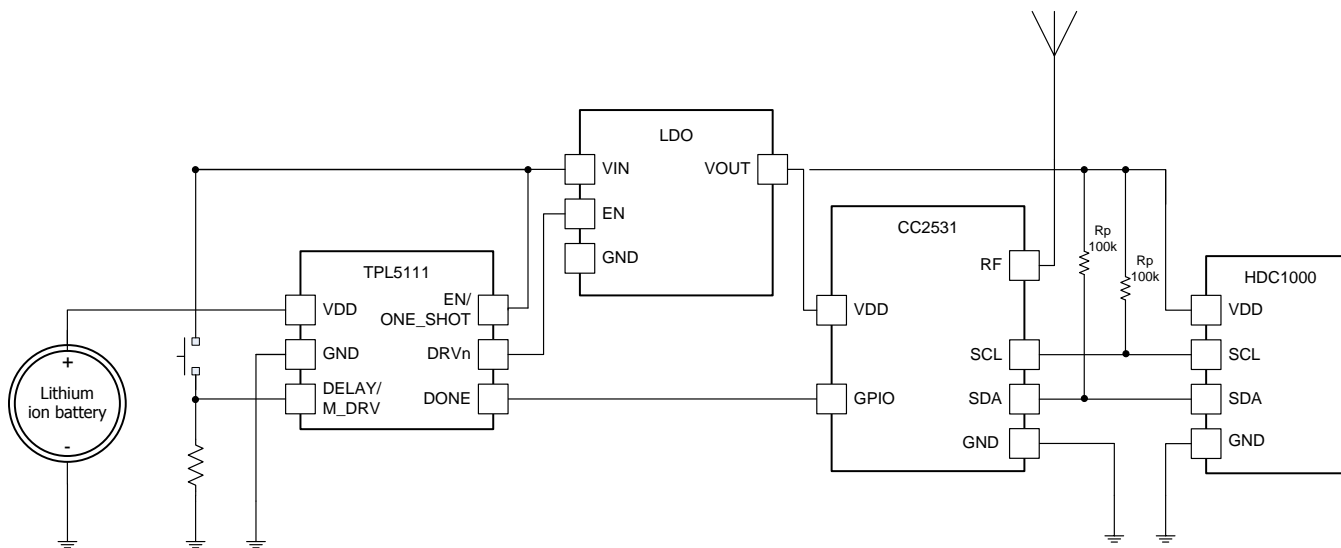 LDO
VIN
VOUT
EN
GND
TPL5111
VDD
EN/
ONE_SHOT
GND
DRVn
DELAY/
M_DRV
DONE
+
Lithium
ion battery
-
CC2531
RF
VDD
SCL
GPIO
SDA
GND
Rp
100k
Rp
100k
HDC1000
VDD
SCL
SDA
GND